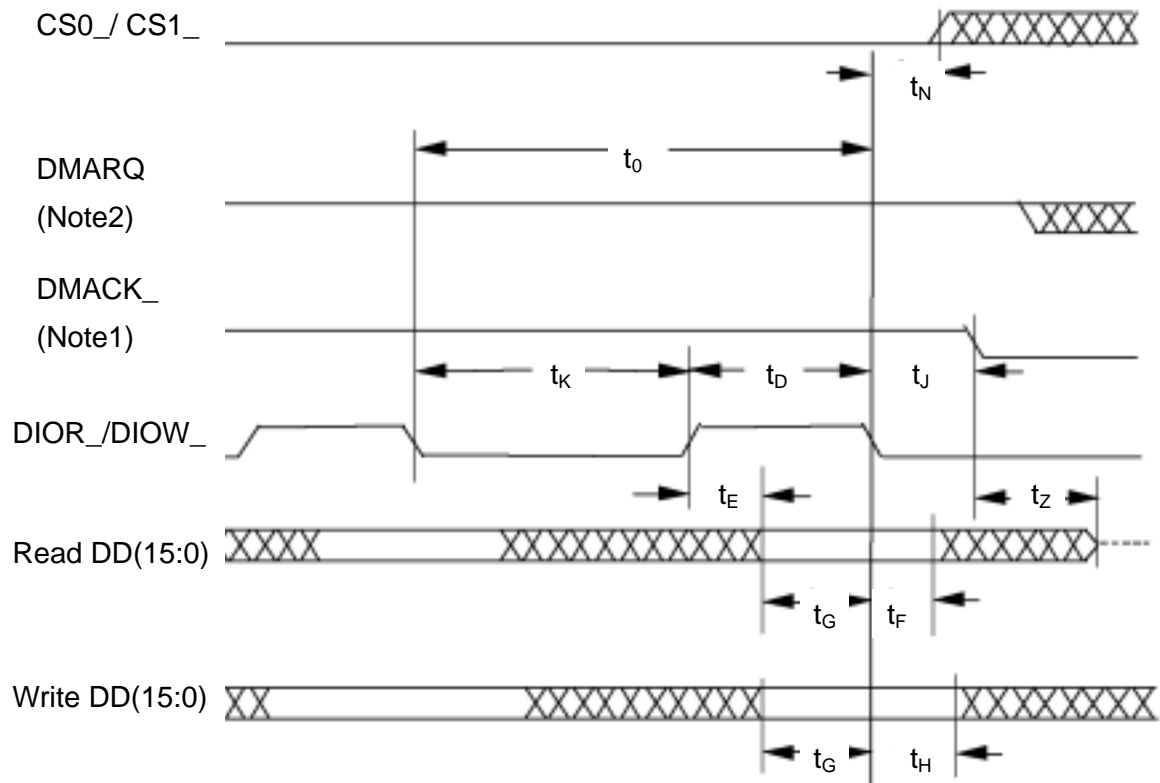 CS0_/ CS1_
tN
t0
DMARQ
(Note2)
DMACK_
(Note1)
tK tD tJ
DIOR_/DIOW_
tE tZ
Read DD(15:0)
tG tF
Write DD(15:0)
tG tH